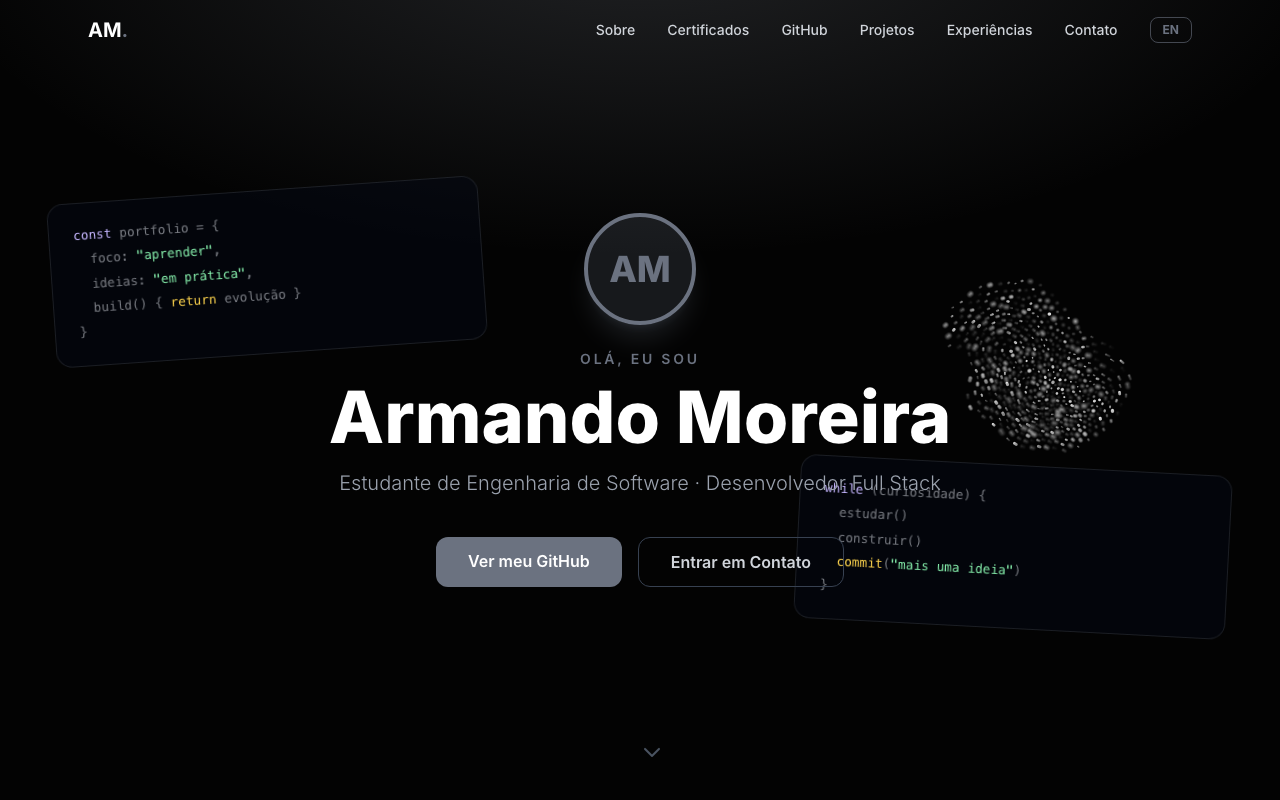 AM.
Sobre
Certificados
GitHub
Projetos
Experiências
Contato
EN
const portfolio = {
foco: "aprender",
ideias: "em prática",
build() { return evolução }
}
AM
OLÁ, EU SOU
Armando Moreira
Estudante de Engenharia de Software · Desenvolvedor Full Stack
Ver meu GitHub
Entrar em Contato
while (curiosidade) {
estudar()
construir()
commit("mais uma ideia")
}